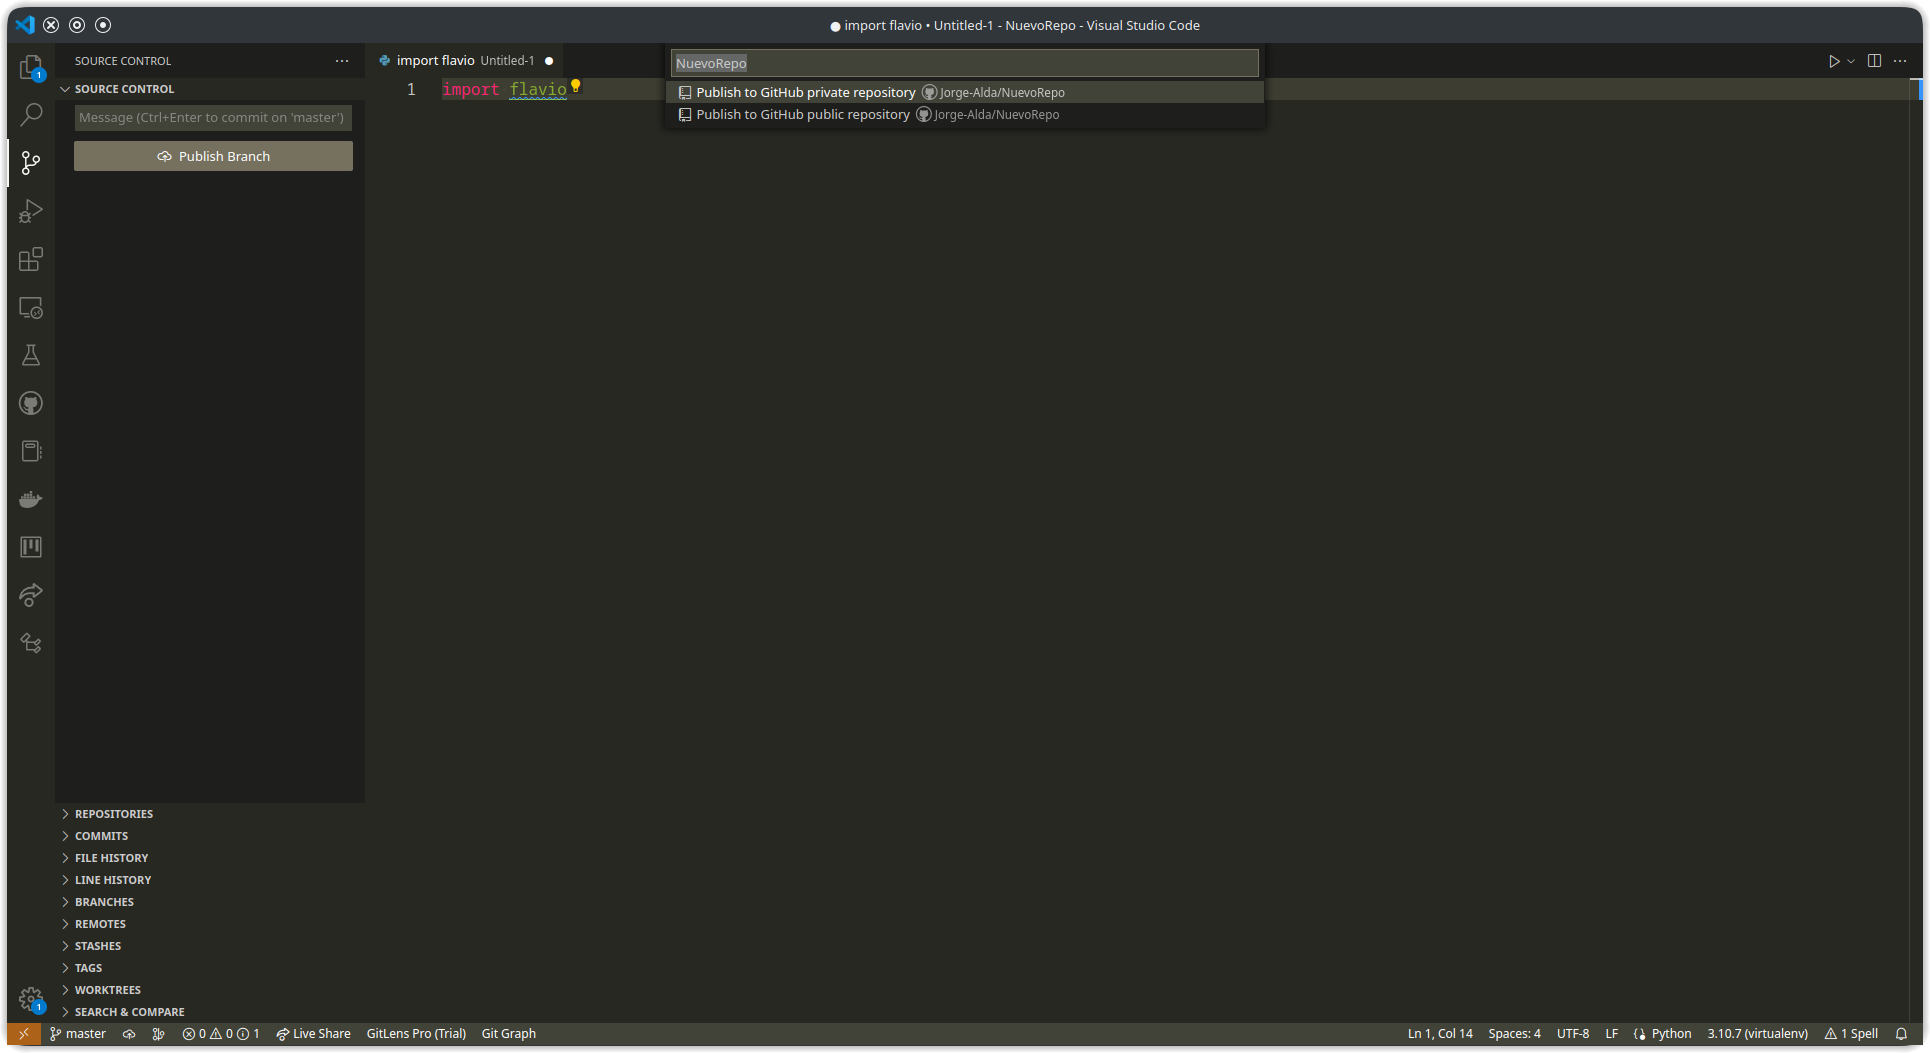 ● import flavio • Untitled-1 - NuevoRepo - Visual Studio Code
SOURCE CONTROL
import flavio Untitled-1
NuevoRepo
1
SOURCE CONTROL
1 import flavio
Publish to GitHub private repository Jorge-Alda/NuevoRepo
Publish to GitHub public repository Jorge-Alda/NuevoRepo
Message (Ctrl+Enter to commit on 'master')
Publish Branch
REPOSITORIES
COMMITS
FILE HISTORY
LINE HISTORY
BRANCHES
REMOTES
STASHES
TAGS
WORKTREES
1
SEARCH & COMPARE
master 0 0 1 Live Share GitLens Pro (Trial) Git Graph Ln 1, Col 14 Spaces: 4 UTF-8 LF Python 3.10.7 (virtualenv) 1 Spell